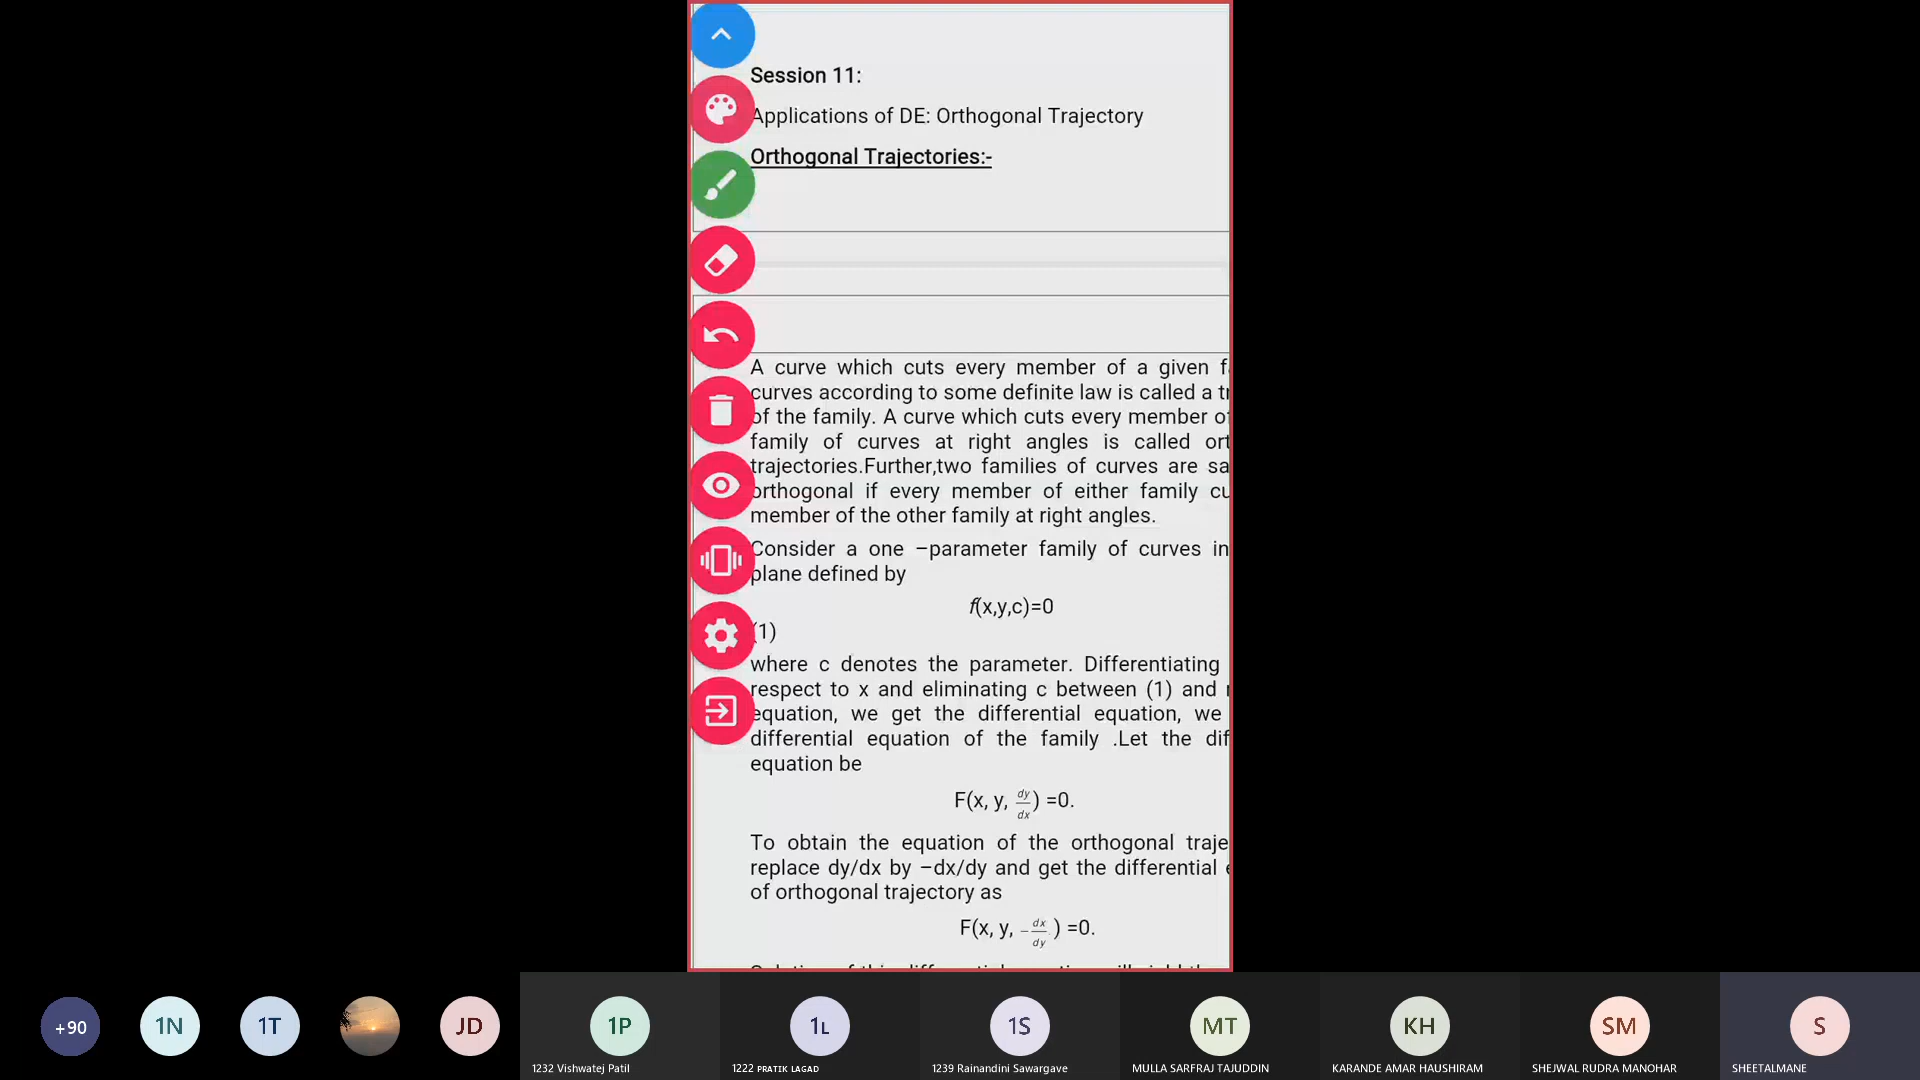 Session 11:
Applications of DE: Orthogonal Trajectory
Orthogonal Trajectories:-
A curve which cuts every member of a given
curves according to some definite law is called a
of the family. A curve which cuts every member of
family of curves at right angles is called
trajectories.Further,two families of curves are
orthogonal if every member of either family
member of the other family at right angles.
Consider a one –parameter family of curves in
plane defined by
f(x,y,c)=0
(1)
where c denotes the parameter. Differentiating
respect to x and eliminating c between (1) and
equation, we get the differential equation, we
differential equation of the family .Let the
equation be
F(x, y, dy/dx) =0.
To obtain the equation of the orthogonal
replace dy/dx by –dx/dy and get the differential
of orthogonal trajectory as
F(x, y, -dx/dy ) =0.
+90
1N
1T
JD
1P
1L
1S
MT
KH
SM
S
1232 Vishwatej Patil
1222 PRATIK LAGAD
1239 Rainandini Sawargave
MULLA SARFRAJ TAJUDDIN
KARANDE AMAR HAUSHIRAM
SHEJWAL RUDRA MANOHAR
SHEETALMANE